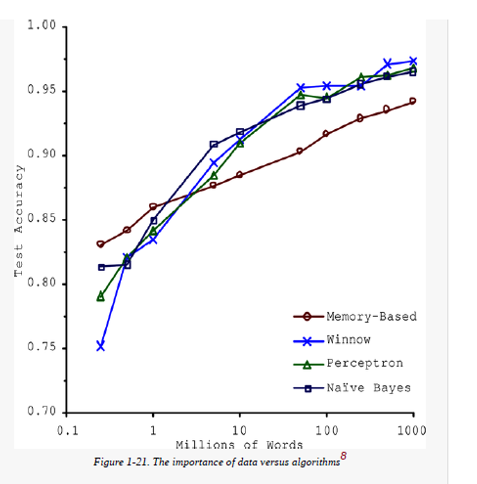 1.00
0.95
0.90
0.85
0.80
0.75
0.70
Test Accuracy
Memory-Based
Winnow
Perceptron
Naïve Bayes
0.1 1 10 100 1000
Millions of Words
Figure 1-21. The importance of data versus algorithms8